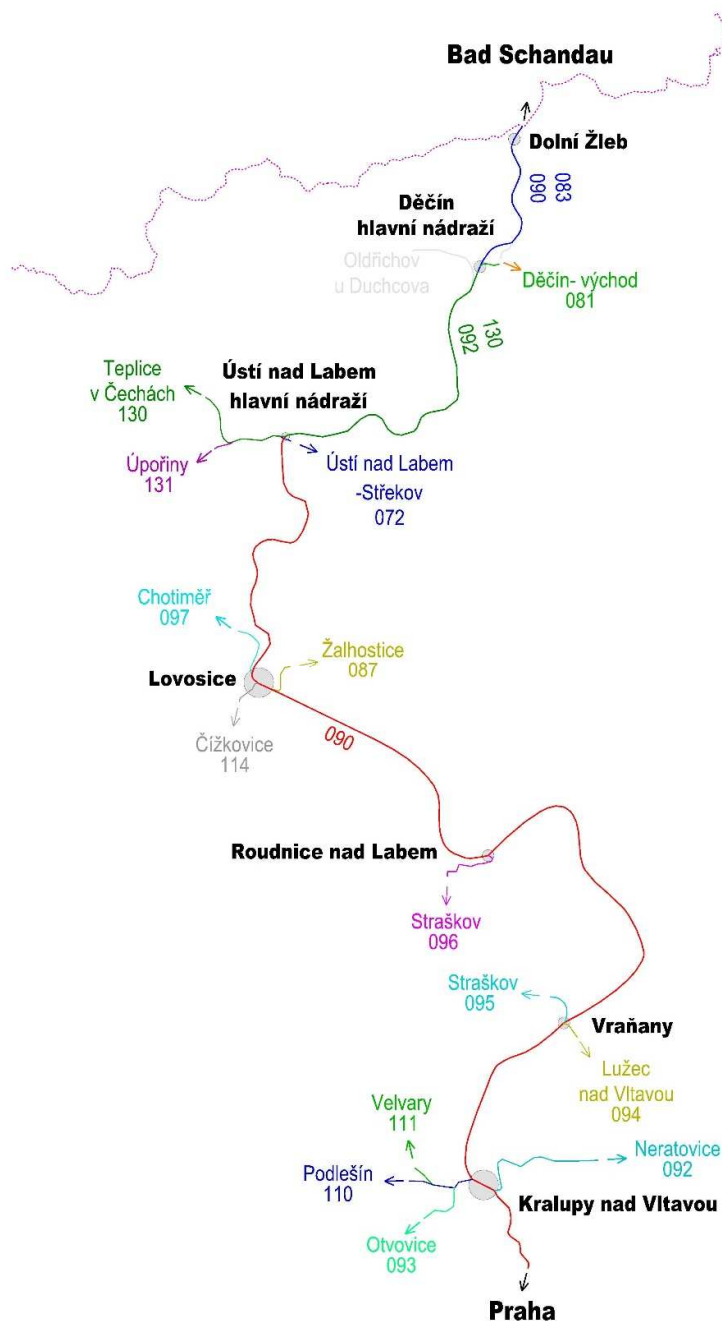 Bad Schandau
Dolní Žleb
083
090
Děčín
hlavní nádraží
Oldřichov
u Duchcova
Děčín- východ
081
130
092
Teplice
v Čechách
130
Ústí nad Labem
hlavní nádraží
Úpořiny
131
Ústí nad Labem
-Střekov
072
Chotiměř
097
Žalhostice
087
Lovosice
Čížkovice
114
090
Roudnice nad Labem
Straškov
096
Straškov
095
Vraňany
Lužec
nad Vltavou
094
Velvary
111
Neratovice
092
Podlešín
110
Kralupy nad Vltavou
Otvovice
093
Praha